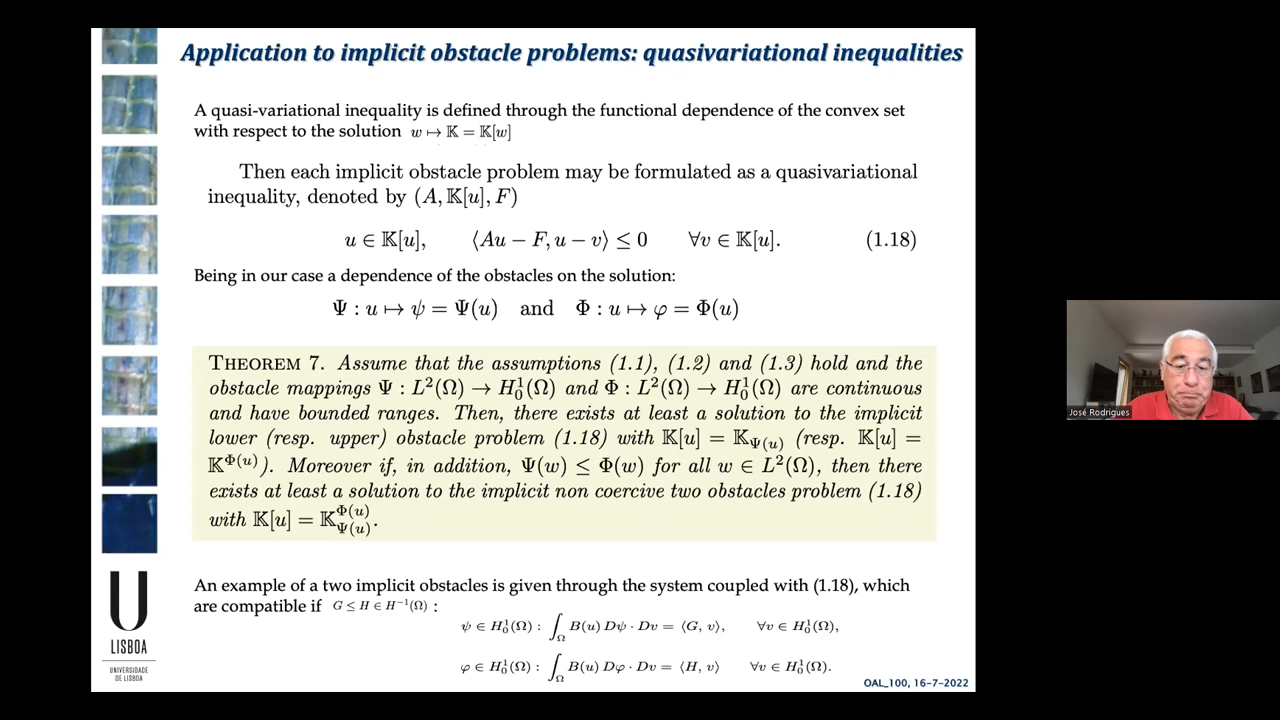 Application to implicit obstacle problems: quasivariational inequalities
A quasi-variational inequality is defined through the functional dependence of the convex set
with respect to the solution w ↦ 𝕂 = 𝕂[w]
Then each implicit obstacle problem may be formulated as a quasivariational
inequality, denoted by (A, 𝕂[u], F)
u ∈ 𝕂[u], ⟨Au − F, u − v⟩ ≤ 0 ∀v ∈ 𝕂[u]. (1.18)
Being in our case a dependence of the obstacles on the solution:
Ψ : u ↦ ψ = Ψ(u) and Φ : u ↦ φ = Φ(u)
THEOREM 7. Assume that the assumptions (1.1), (1.2) and (1.3) hold and the
obstacle mappings Ψ : L²(Ω) → H₀¹(Ω) and Φ : L²(Ω) → H₀¹(Ω) are continuous
and have bounded ranges. Then, there exists at least a solution to the implicit
lower (resp. upper) obstacle problem (1.18) with 𝕂[u] = 𝕂_{Ψ(u)} (resp. 𝕂[u] =
𝕂^{Φ(u)}). Moreover if, in addition, Ψ(w) ≤ Φ(w) for all w ∈ L²(Ω), then there
exists at least a solution to the implicit non coercive two obstacles problem (1.18)
with 𝕂[u] = 𝕂_{Ψ(u)}^{Φ(u)}.
An example of a two implicit obstacles is given through the system coupled with (1.18), which
are compatible if G ≤ H ∈ H⁻¹(Ω) :
ψ ∈ H₀¹(Ω) : ∫_Ω B(u) Dψ · Dv = ⟨G, v⟩, ∀v ∈ H₀¹(Ω),
φ ∈ H₀¹(Ω) : ∫_Ω B(u) Dφ · Dv = ⟨H, v⟩ ∀v ∈ H₀¹(Ω).
OAL_100, 16-7-2022
U
LISBOA
UNIVERSIDADE
DE LISBOA
José Rodrigues